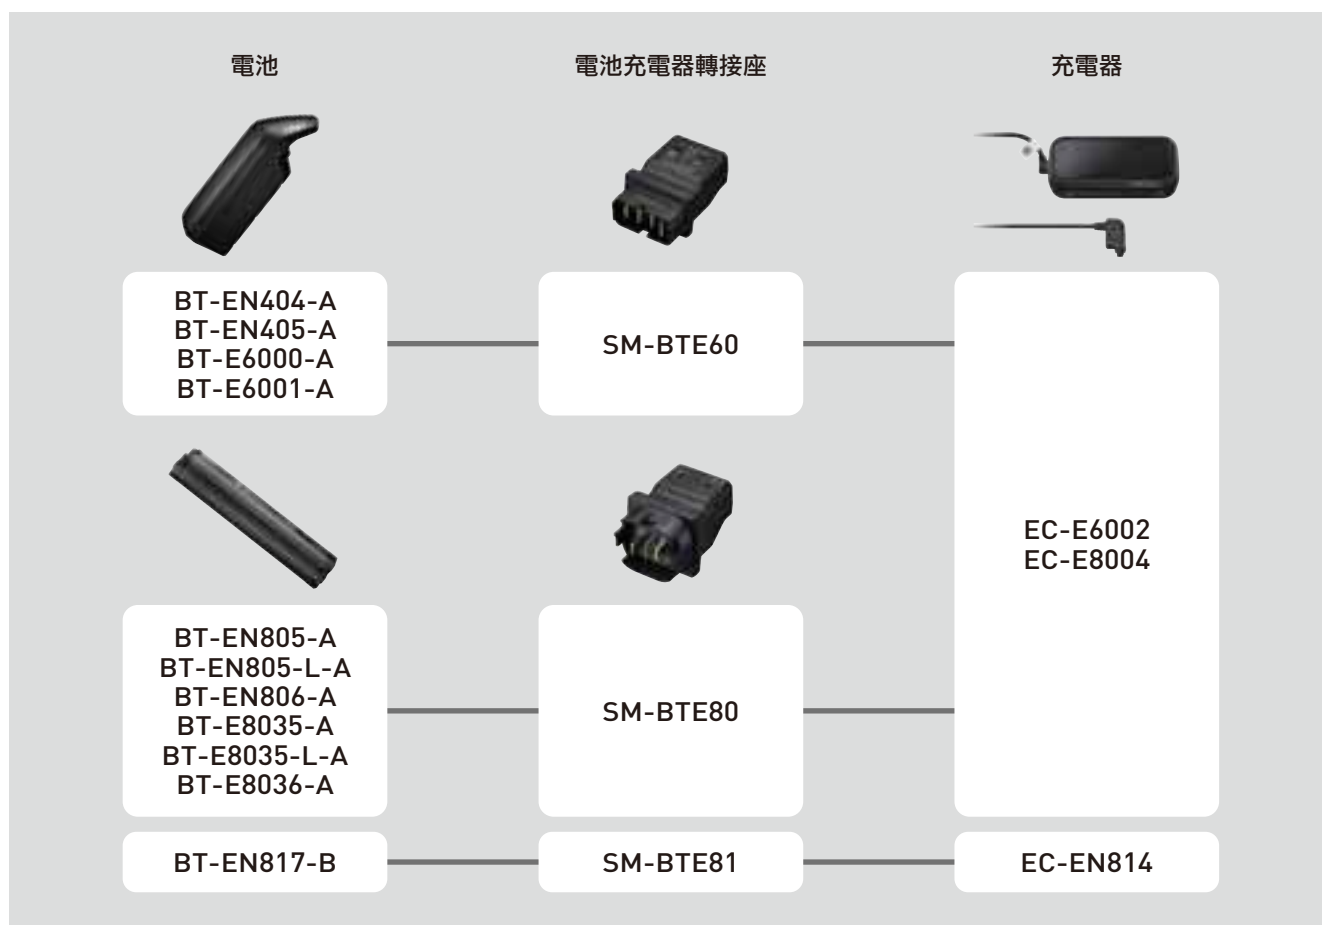 電池
電池充電器轉接座
充電器
BT-EN404-A
BT-EN405-A
BT-E6000-A
BT-E6001-A
SM-BTE60
EC-E6002
EC-E8004
BT-EN805-A
BT-EN805-L-A
BT-EN806-A
BT-E8035-A
BT-E8035-L-A
BT-E8036-A
SM-BTE80
BT-EN817-B
SM-BTE81
EC-EN814